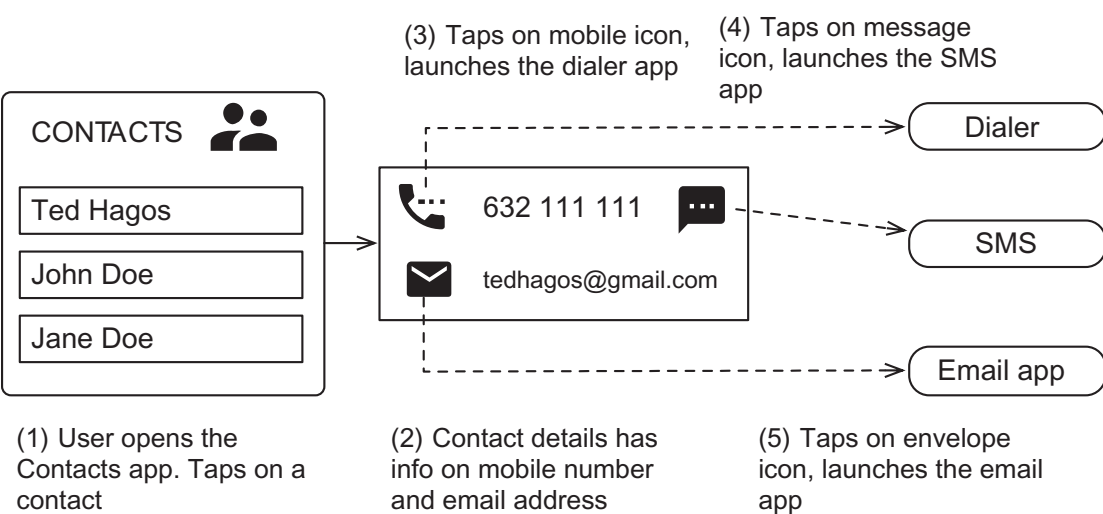 (3) Taps on mobile icon,
launches the dialer app
(4) Taps on message
icon, launches the SMS
app
CONTACTS
Ted Hagos
John Doe
Jane Doe
632 111 111
tedhagos@gmail.com
Dialer
SMS
Email app
(1) User opens the
Contacts app. Taps on a
contact
(2) Contact details has
info on mobile number
and email address
(5) Taps on envelope
icon, launches the email
app